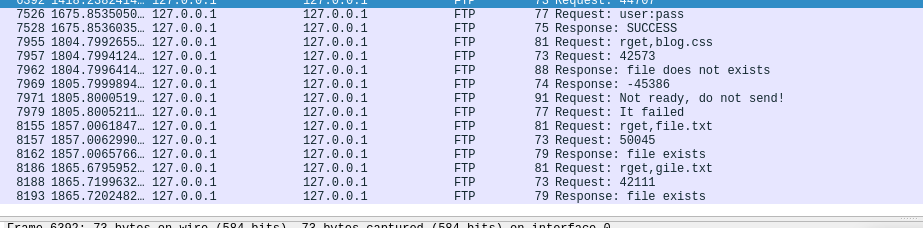 6392 1418.2382414… 127.0.0.1 127.0.0.1 FTP 73 Request: 44707
7526 1675.8535050… 127.0.0.1 127.0.0.1 FTP 77 Request: user:pass
7528 1675.8536035… 127.0.0.1 127.0.0.1 FTP 75 Response: SUCCESS
7955 1804.7992655… 127.0.0.1 127.0.0.1 FTP 81 Request: rget,blog.css
7957 1804.7994124… 127.0.0.1 127.0.0.1 FTP 73 Request: 42573
7962 1804.7996414… 127.0.0.1 127.0.0.1 FTP 88 Response: file does not exists
7969 1805.7999894… 127.0.0.1 127.0.0.1 FTP 74 Response: -45386
7971 1805.8000519… 127.0.0.1 127.0.0.1 FTP 91 Request: Not ready, do not send!
7979 1805.8005211… 127.0.0.1 127.0.0.1 FTP 77 Request: It failed
8155 1857.0061847… 127.0.0.1 127.0.0.1 FTP 81 Request: rget,file.txt
8157 1857.0062990… 127.0.0.1 127.0.0.1 FTP 73 Request: 50045
8162 1857.0065766… 127.0.0.1 127.0.0.1 FTP 79 Response: file exists
8186 1865.6795952… 127.0.0.1 127.0.0.1 FTP 81 Request: rget,gile.txt
8188 1865.7199632… 127.0.0.1 127.0.0.1 FTP 73 Request: 42111
8193 1865.7202482… 127.0.0.1 127.0.0.1 FTP 79 Response: file exists
Frame 6392: 73 bytes on wire (584 bits), 73 bytes captured (584 bits) on interface 0